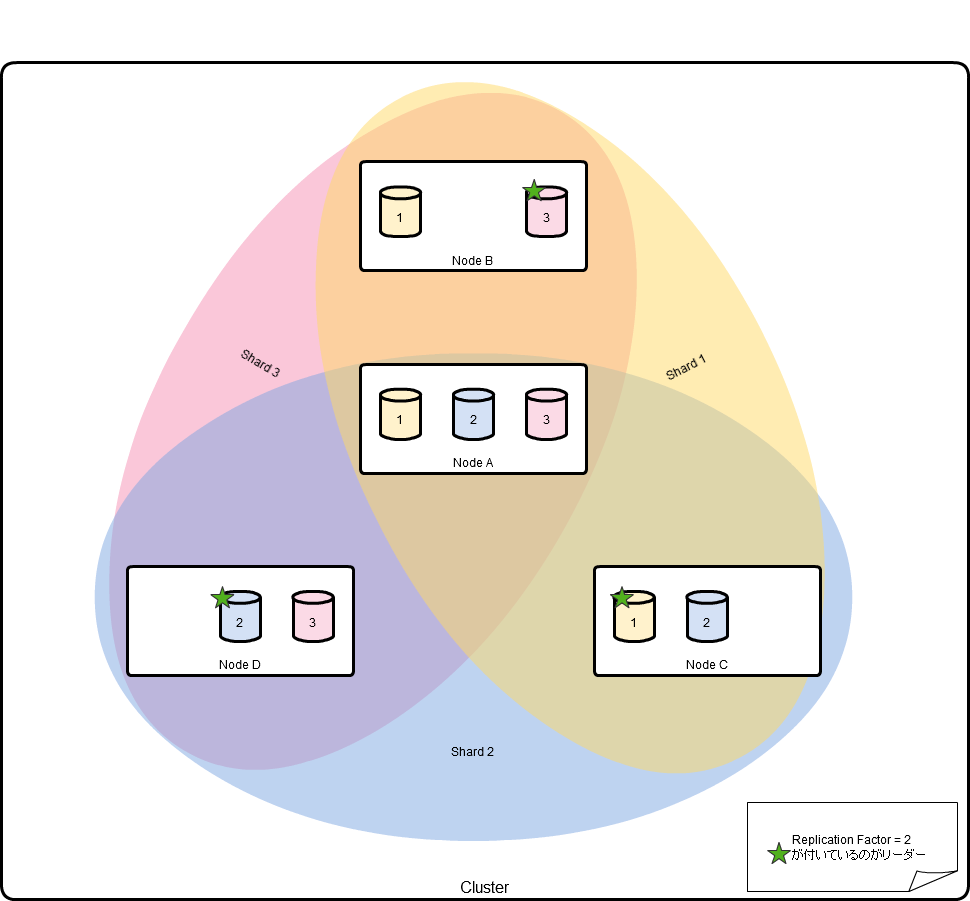 1
3
Node B
Shard 3
Shard 1
1
2
3
Node A
2
3
Node D
1
2
Node C
Shard 2
Replication Factor = 2
が付いているのがリーダー
Cluster